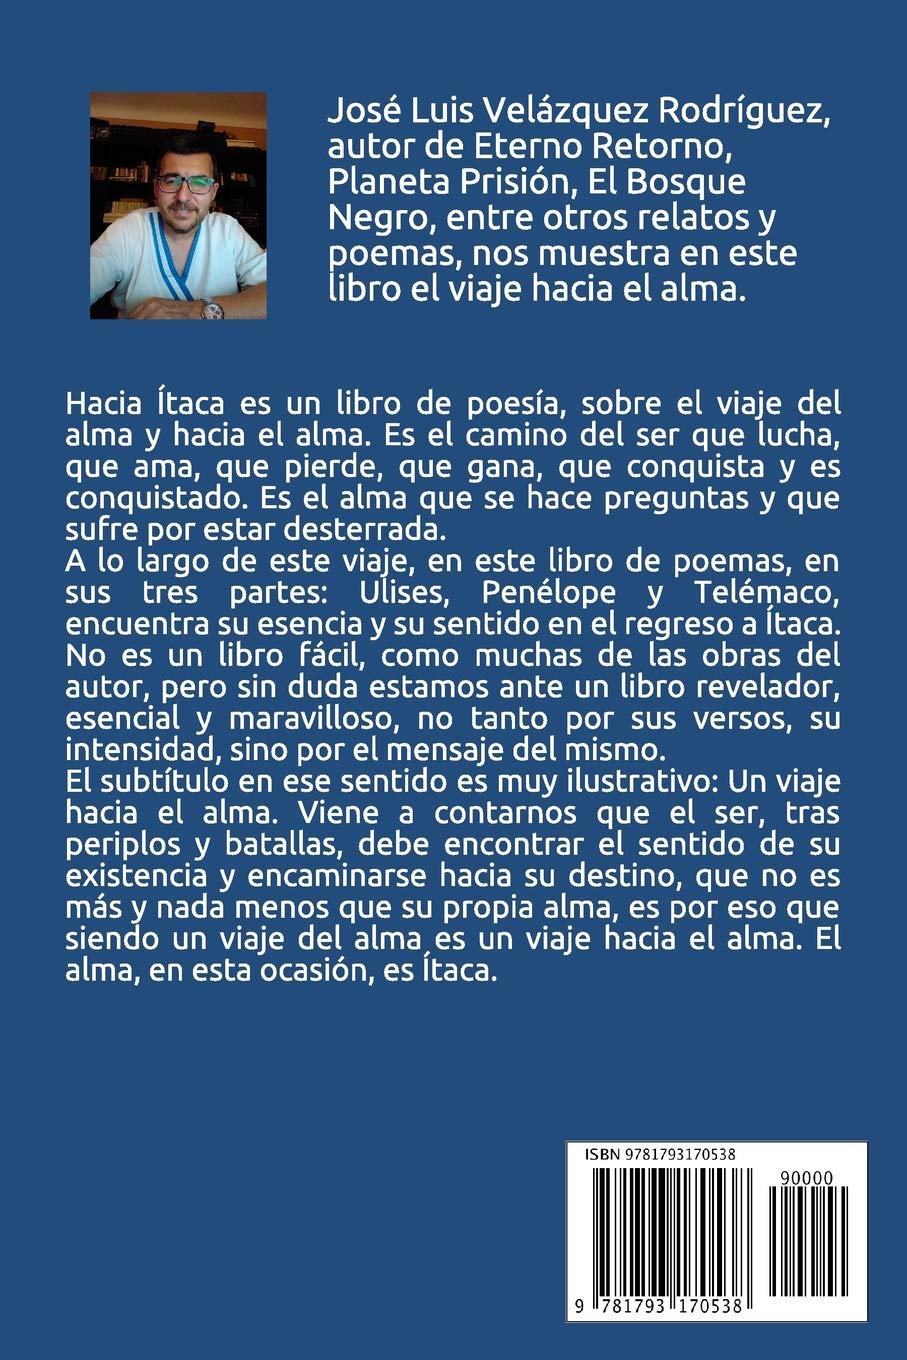 José Luis Velázquez Rodríguez,
autor de Eterno Retorno,
Planeta Prisión, El Bosque
Negro, entre otros relatos y
poemas, nos muestra en este
libro el viaje hacia el alma.
Hacia Ítaca es un libro de poesía, sobre el viaje del
alma y hacia el alma. Es el camino del ser que lucha,
que ama, que pierde, que gana, que conquista y es
conquistado. Es el alma que se hace preguntas y que
sufre por estar desterrada.
A lo largo de este viaje, en este libro de poemas, en
sus tres partes: Ulises, Penélope y Telémaco,
encuentra su esencia y su sentido en el regreso a Ítaca.
No es un libro fácil, como muchas de las obras del
autor, pero sin duda estamos ante un libro revelador,
esencial y maravilloso, no tanto por sus versos, su
intensidad, sino por el mensaje del mismo.
El subtítulo en ese sentido es muy ilustrativo: Un viaje
hacia el alma. Viene a contarnos que el ser, tras
periplos y batallas, debe encontrar el sentido de su
existencia y encaminarse hacia su destino, que no es
más y nada menos que su propia alma, es por eso que
siendo un viaje del alma es un viaje hacia el alma. El
alma, en esta ocasión, es Ítaca.
ISBN 9781793170538
90000
9 781793 170538